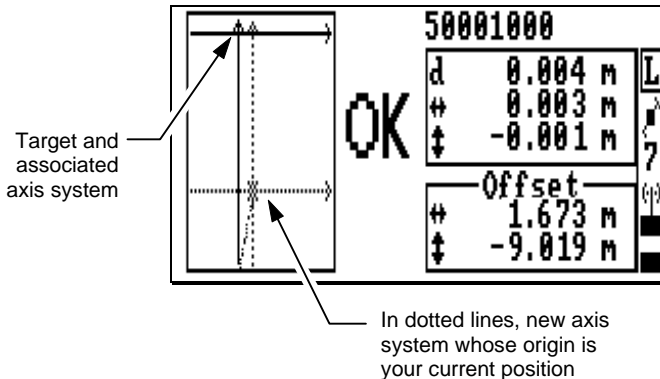 50001000
d 0.004 m
↔ 0.003 m
↕ -0.001 m
OK
L
7
Offset
↔ 1.673 m
↕ -9.019 m
Target and
associated
axis system
In dotted lines, new axis
system whose origin is
your current position